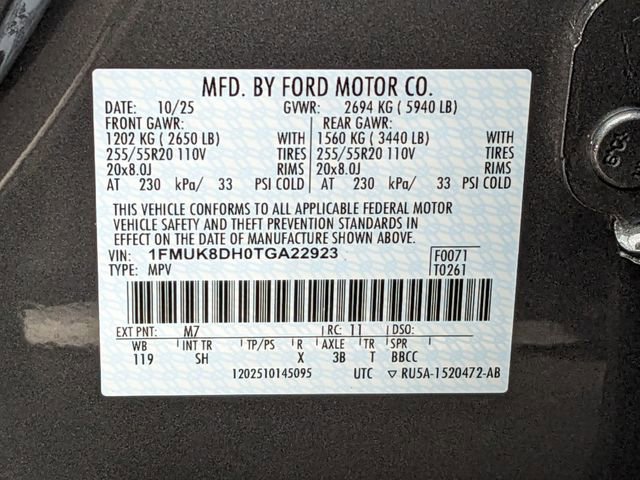 MFD. BY FORD MOTOR CO.
DATE: 10/25 GVWR: 2694 KG ( 5940 LB)
FRONT GAWR: REAR GAWR:
1202 KG ( 2650 LB) WITH 1560 KG ( 3440 LB) WITH
255/55R20 110V TIRES 255/55R20 110V TIRES
20x8.0J RIMS 20x8.0J RIMS
AT 230 kPa/ 33 PSI COLD AT 230 kPa/ 33 PSI COLD
THIS VEHICLE CONFORMS TO ALL APPLICABLE FEDERAL MOTOR
VEHICLE SAFETY AND THEFT PREVENTION STANDARDS IN
EFFECT ON THE DATE OF MANUFACTURE SHOWN ABOVE.
VIN: 1FMUK8DH0TGA22923 F0071
TYPE: MPV T0261
EXT PNT: M7 RC: 11 DSO:
WB INT TR TP/PS R AXLE TR SPR
119 SH X 3B T BBCC
1202510145095 UTC ▽ RU5A-1520472-AB